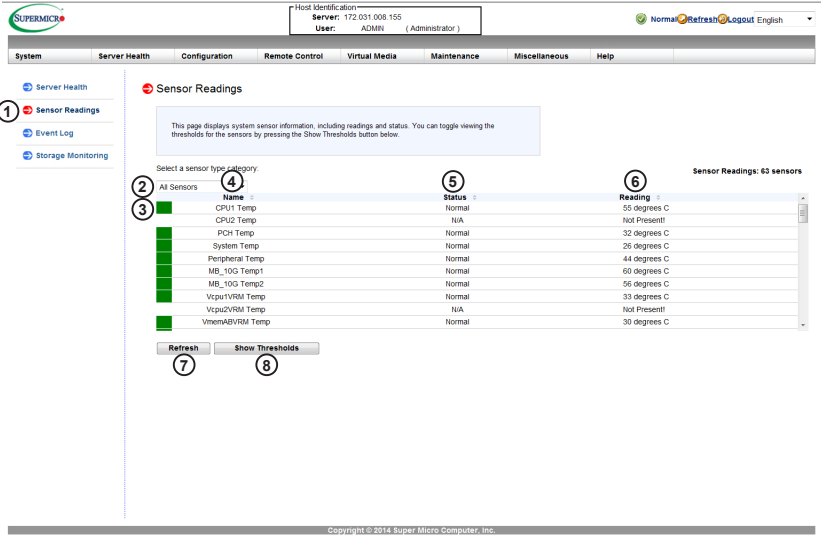 Host Identification
SUPERMICR
Server: 172.031.008.155
User: ADMIN ( Administrator )
Normal Refresh Logout English
System Server Health Configuration Remote Control Virtual Media Maintenance Miscellaneous Help
Server Health
1 Sensor Readings
Event Log
Storage Monitoring
Sensor Readings
This page displays system sensor information, including readings and status. You can toggle viewing the
thresholds for the sensors by pressing the Show Thresholds button below.
Select a sensor type category:
Sensor Readings: 63 sensors
2 All Sensors 4 5 6
Name Status Reading
3 CPU1 Temp Normal 55 degrees C
CPU2 Temp N/A Not Present!
PCH Temp Normal 32 degrees C
System Temp Normal 26 degrees C
Peripheral Temp Normal 44 degrees C
MB_10G Temp1 Normal 60 degrees C
MB_10G Temp2 Normal 56 degrees C
Vcpu1VRM Temp Normal 33 degrees C
Vcpu2VRM Temp N/A Not Present!
VmemABVRM Temp Normal 30 degrees C
Refresh Show Thresholds
7 8
Copyright © 2014 Super Micro Computer, Inc.